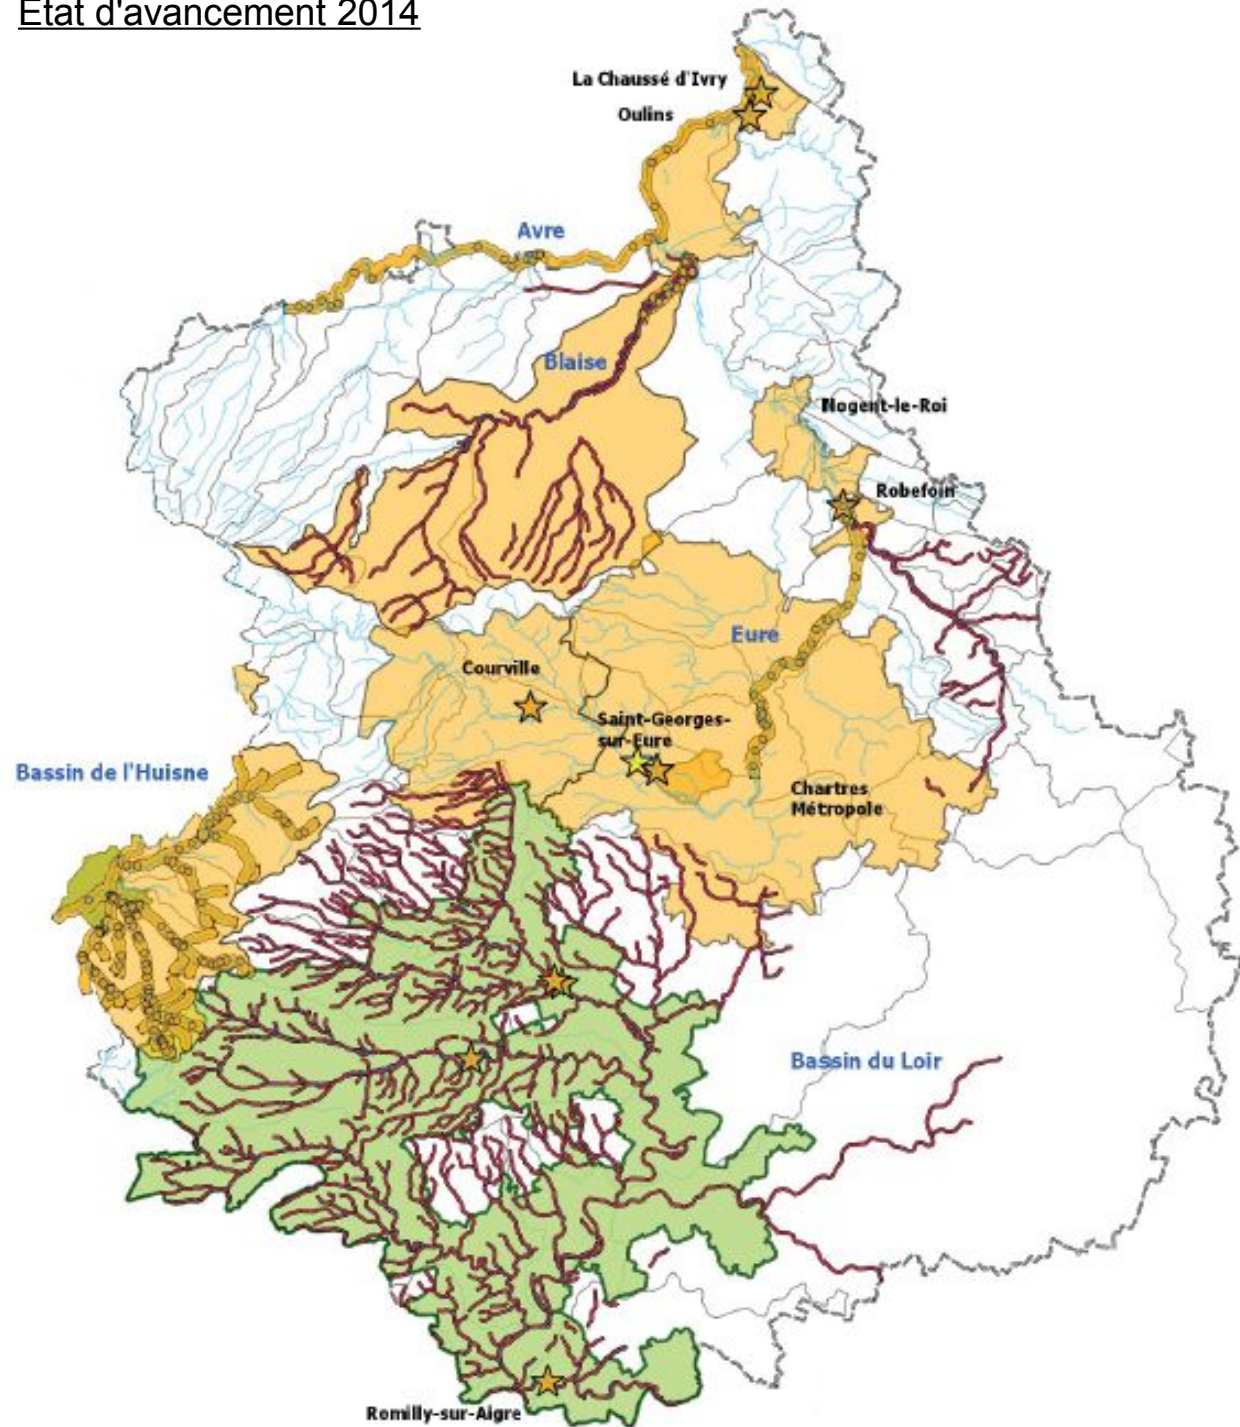 Etat d'avancement 2014
La Chaussé d'Ivry
Oulins
Avre
Blaise
Nogent-le-Roi
Robefoin
Eure
Courville
Saint-Georges-
sur-Eure
Bassin de l'Huisne
Chartres
Métropole
Bassin du Loir
Romilly-sur-Aigre